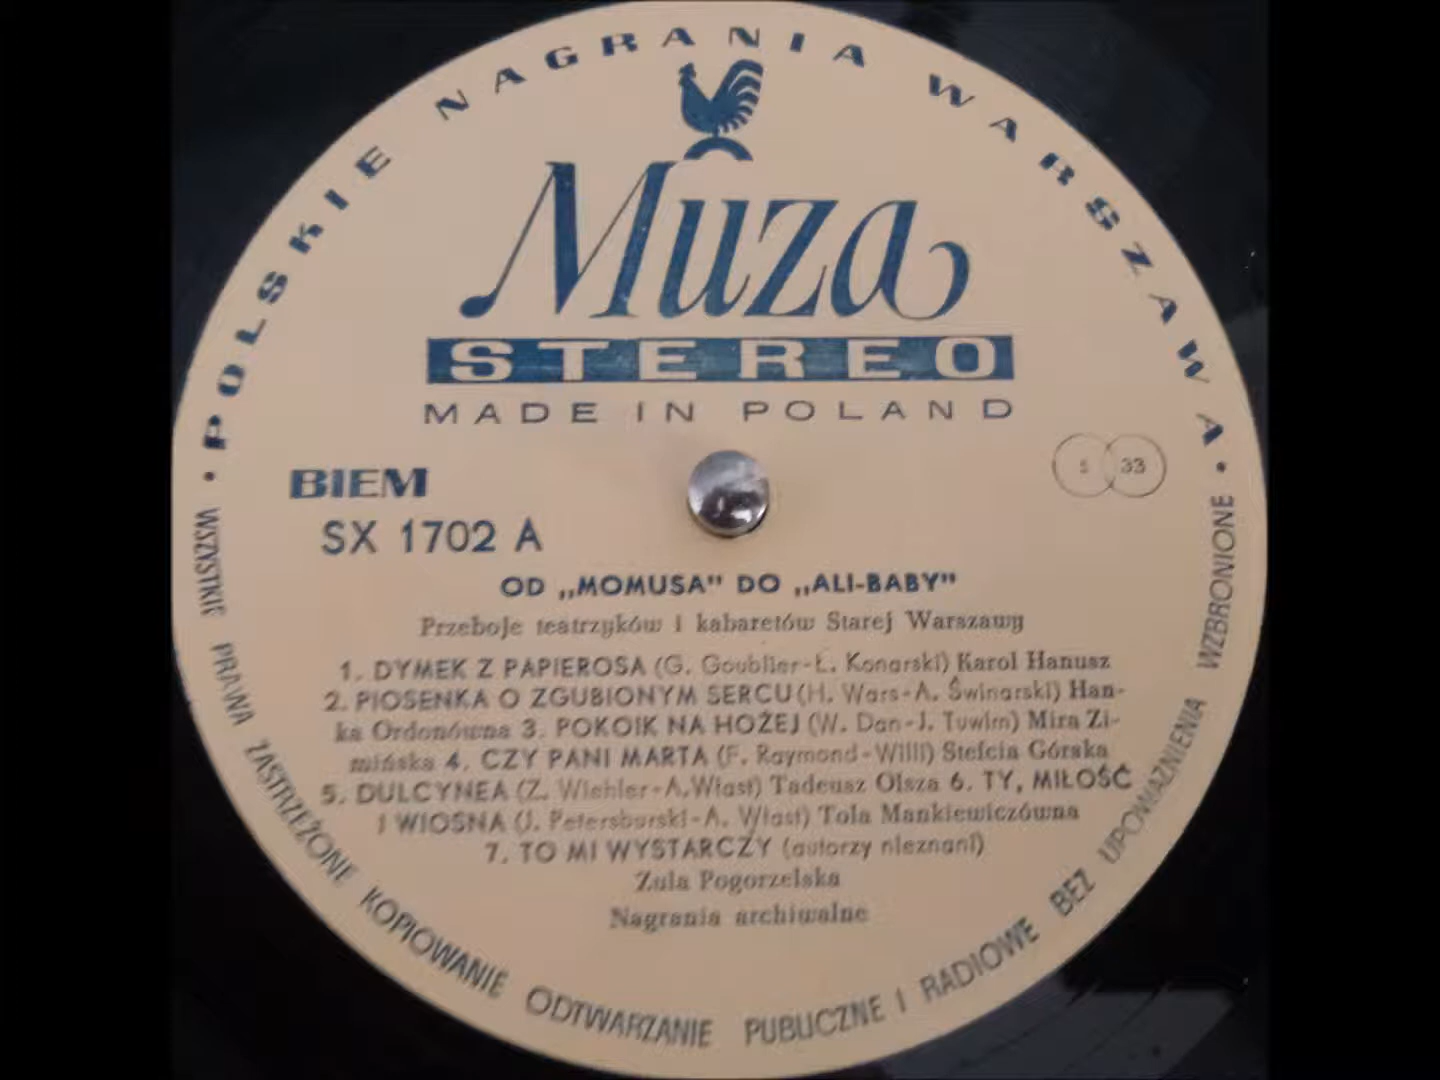 POLSKIE NAGRANIA WARSZAWA
Muza
STEREO
MADE IN POLAND
BIEM
SX 1702 A
33
OD „MOMUSA" DO „ALI-BABY"
Przeboje teatrzyków i kabaretów Starej Warszawy
1. DYMEK Z PAPIEROSA (G. Goublier-Ł. Konarski) Karol Hanusz
2. PIOSENKA O ZGUBIONYM SERCU (H. Wars-A. Świnarski) Han-
ka Ordonówna 3. POKOIK NA HOŻEJ (W. Dan-J. Tuwim) Mira Zi-
mińska 4. CZY PANI MARTA (F. Raymond-Willi) Stefcia Górska
5. DULCYNEA (Z. Wiehler-A.Wlast) Tadeusz Olsza 6. TY, MIŁOŚĆ
I WIOSNA (J. Petersburski-A. Wlast) Tola Mankiewiczówna
7. TO MI WYSTARCZY (autorzy nieznani)
Zula Pogorzelska
Nagrania archiwalne
WSZYSTKIE PRAWA ZASTRZEŻONE KOPIOWANIE ODTWARZANIE PUBLICZNE I RADIOWE BEZ UPOWAŻNIENIA WZBRONIONE